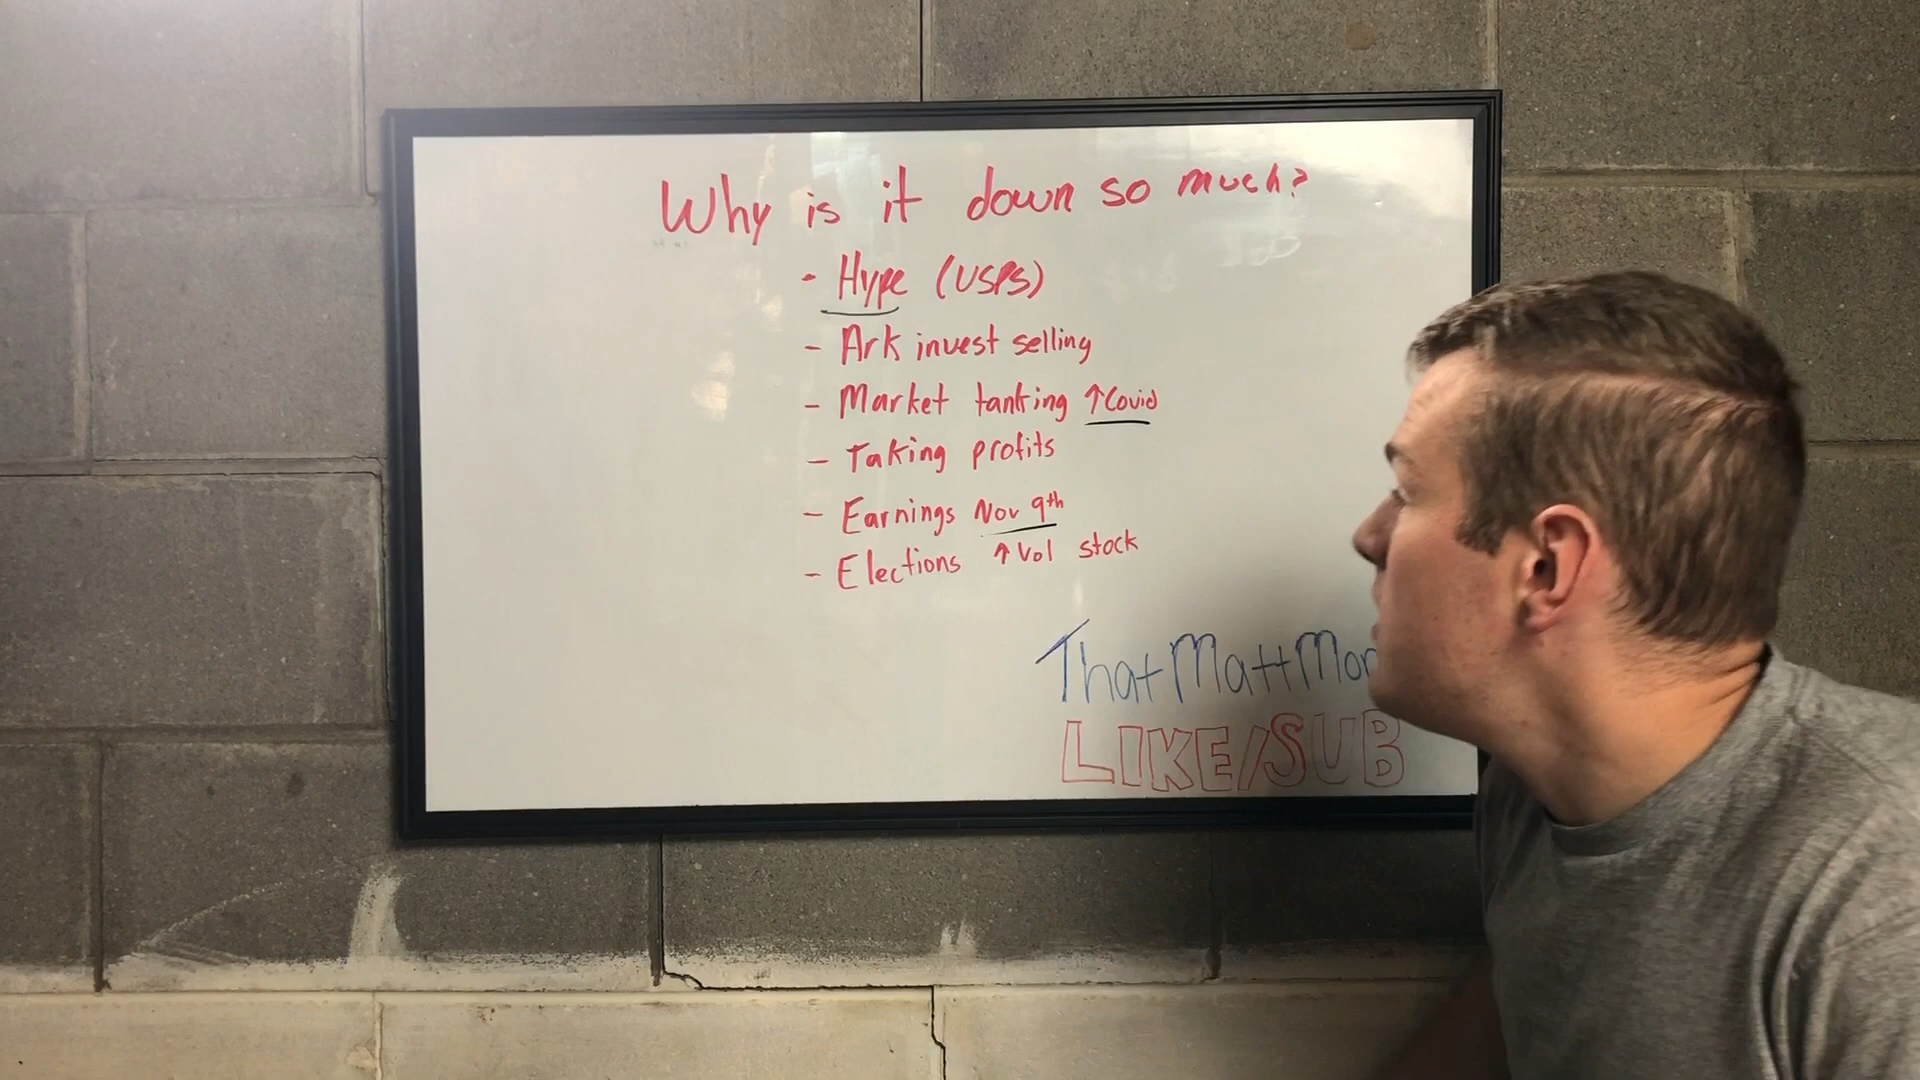 Why is it down so much?
- Hype (USPS)
- Ark invest selling
- Market tanking ↑Covid
- Taking profits
- Earnings Nov 9th
- Elections ↑Vol stock
ThatMattMon
LIKE/SUB